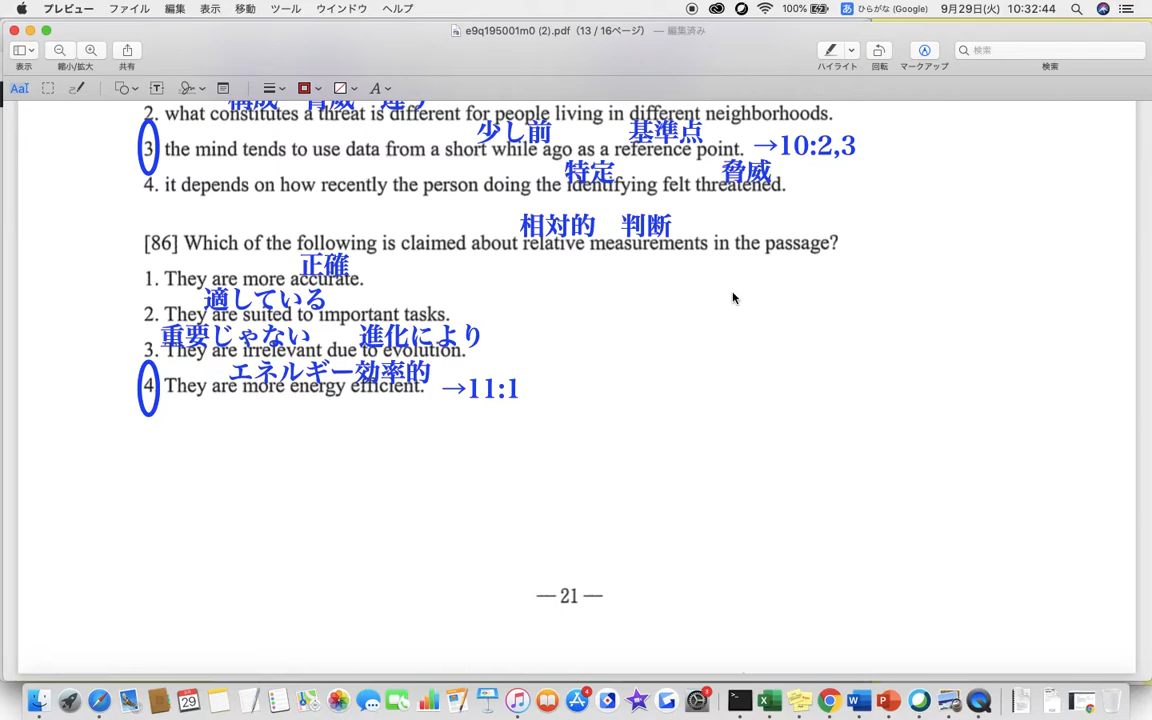 プレビュー ファイル 編集 表示 移動 ツール ウインドウ ヘルプ 100% あ ひらがな (Google) 9月29日(火) 10:32:44
e9q195001m0 (2).pdf (13 / 16ページ) — 編集済み
表示 縮小/拡大 共有 ハイライト 回転 マークアップ 検索
検索
構成 脅威 違う
2. what constitutes a threat is different for people living in different neighborhoods.
少し前 基準点
3. the mind tends to use data from a short while ago as a reference point. →10:2,3
特定 脅威
4. it depends on how recently the person doing the identifying felt threatened.
相対的 判断
[86] Which of the following is claimed about relative measurements in the passage?
正確
1. They are more accurate.
適している
2. They are suited to important tasks.
重要じゃない 進化により
3. They are irrelevant due to evolution.
エネルギー効率的
4. They are more energy efficient. →11:1
— 21 —